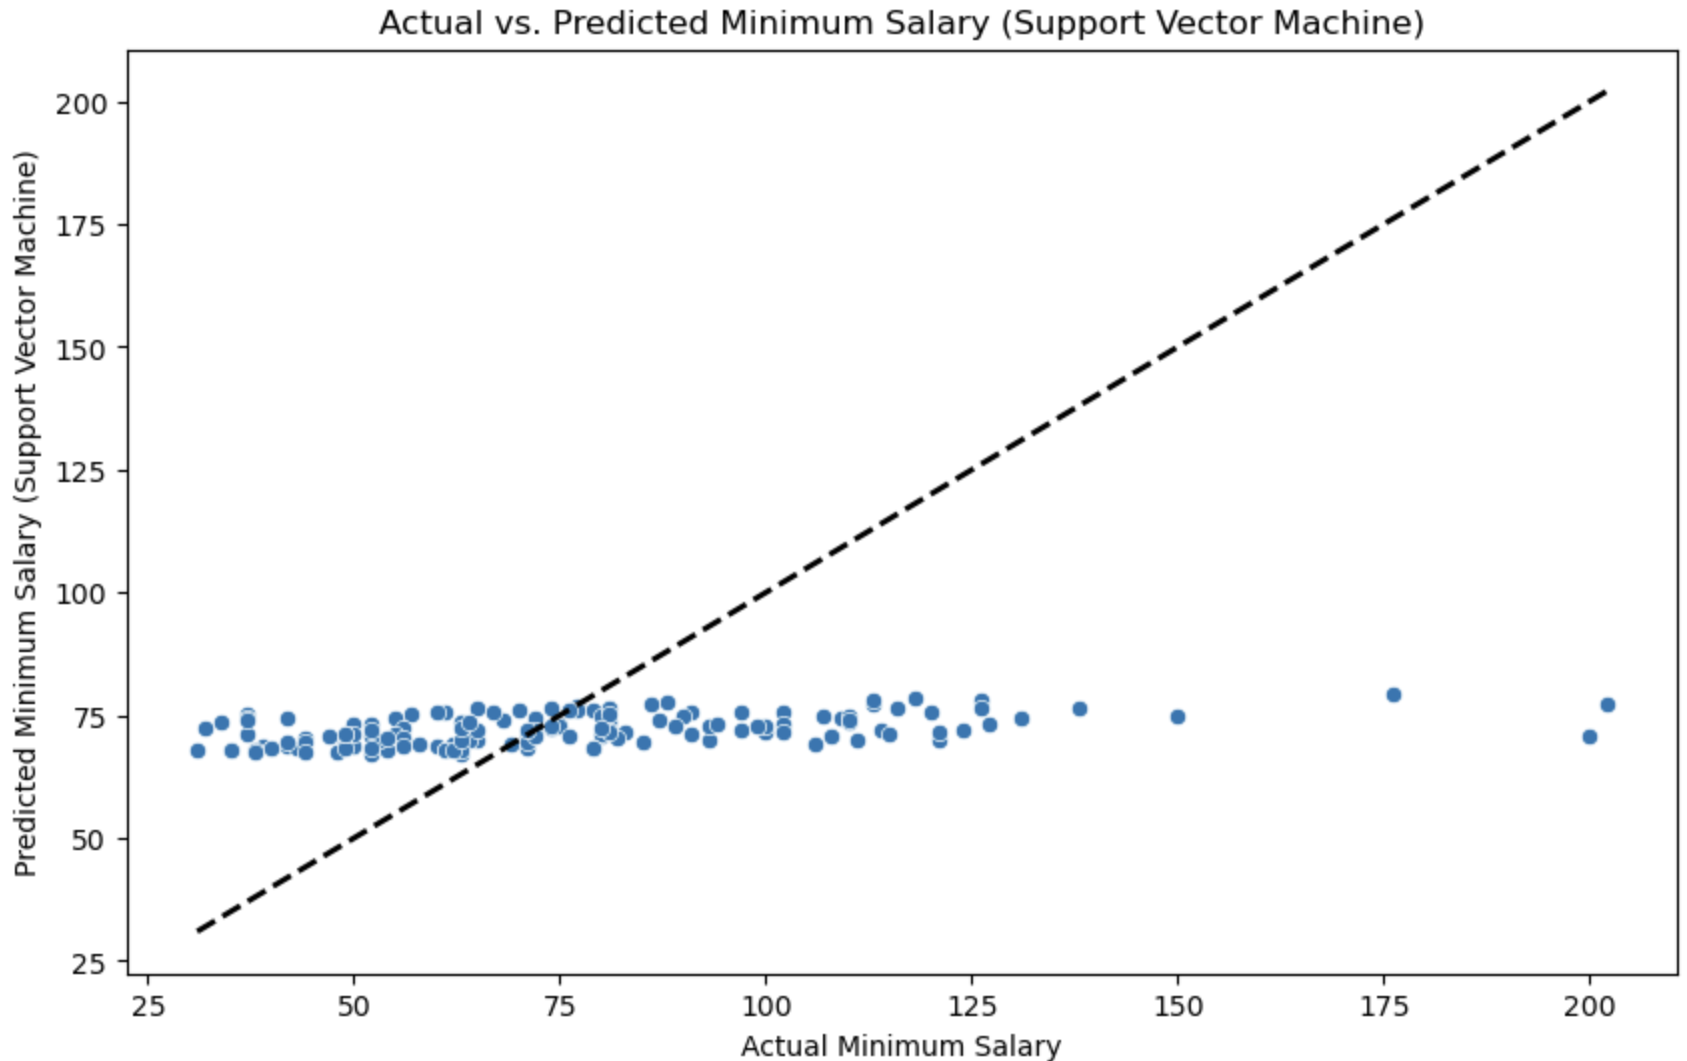 Actual vs. Predicted Minimum Salary (Support Vector Machine)
Predicted Minimum Salary (Support Vector Machine)
200
175
150
125
100
75
50
25
25 50 75 100 125 150 175 200
Actual Minimum Salary